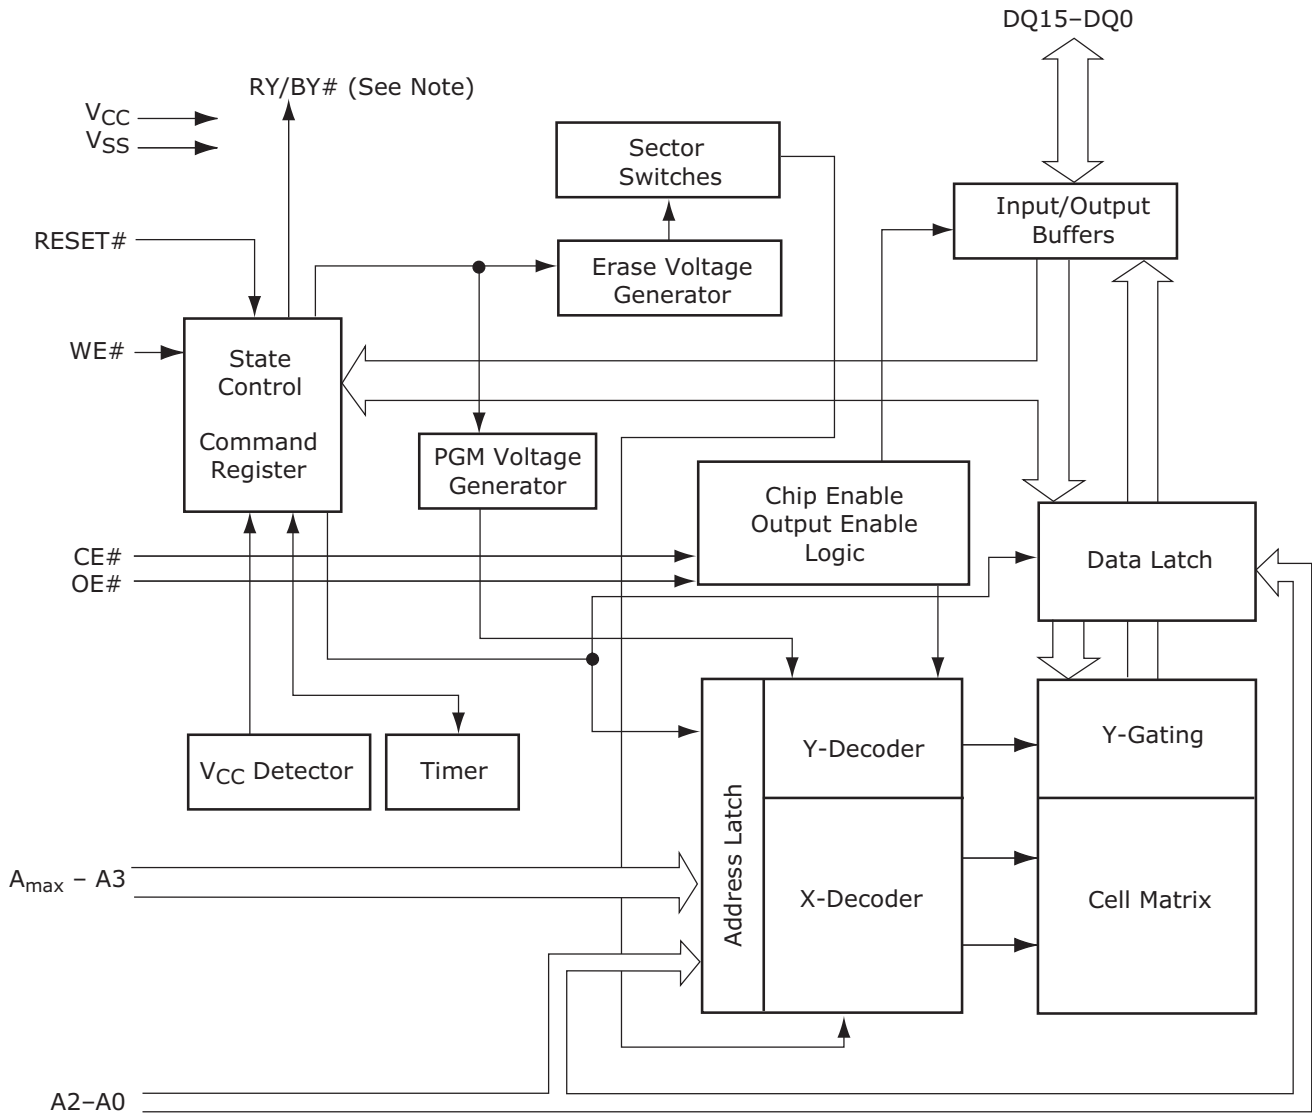 DQ15–DQ0
RY/BY# (See Note)
VCC
VSS
Sector
Switches
Input/Output
Buffers
RESET#
Erase Voltage
Generator
WE#
State
Control
Command
Register
PGM Voltage
Generator
Chip Enable
Output Enable
Logic
CE#
OE#
Data Latch
Y-Decoder
Y-Gating
VCC Detector
Timer
Address Latch
Amax – A3
X-Decoder
Cell Matrix
A2–A0